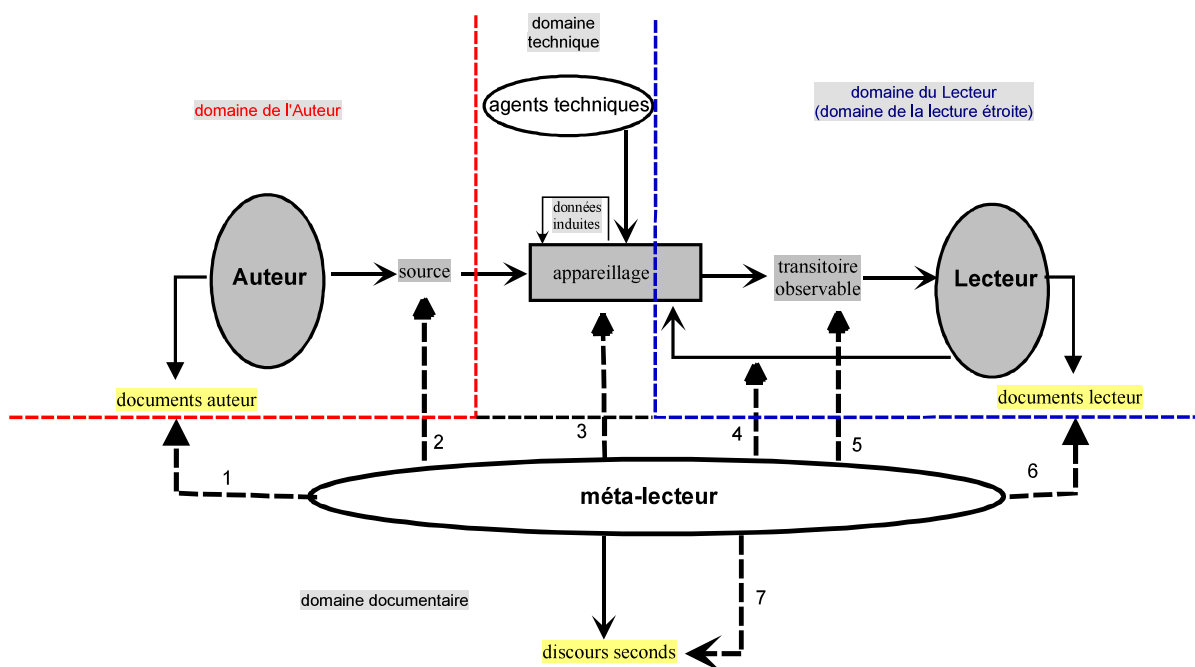 domaine
technique
agents techniques
domaine de l'Auteur
domaine du Lecteur
(domaine de la lecture étroite)
données
induites
Auteur
source
appareillage
transitoire
observable
Lecteur
documents auteur
documents lecteur
1
2
3
4
5
6
méta-lecteur
domaine documentaire
7
discours seconds